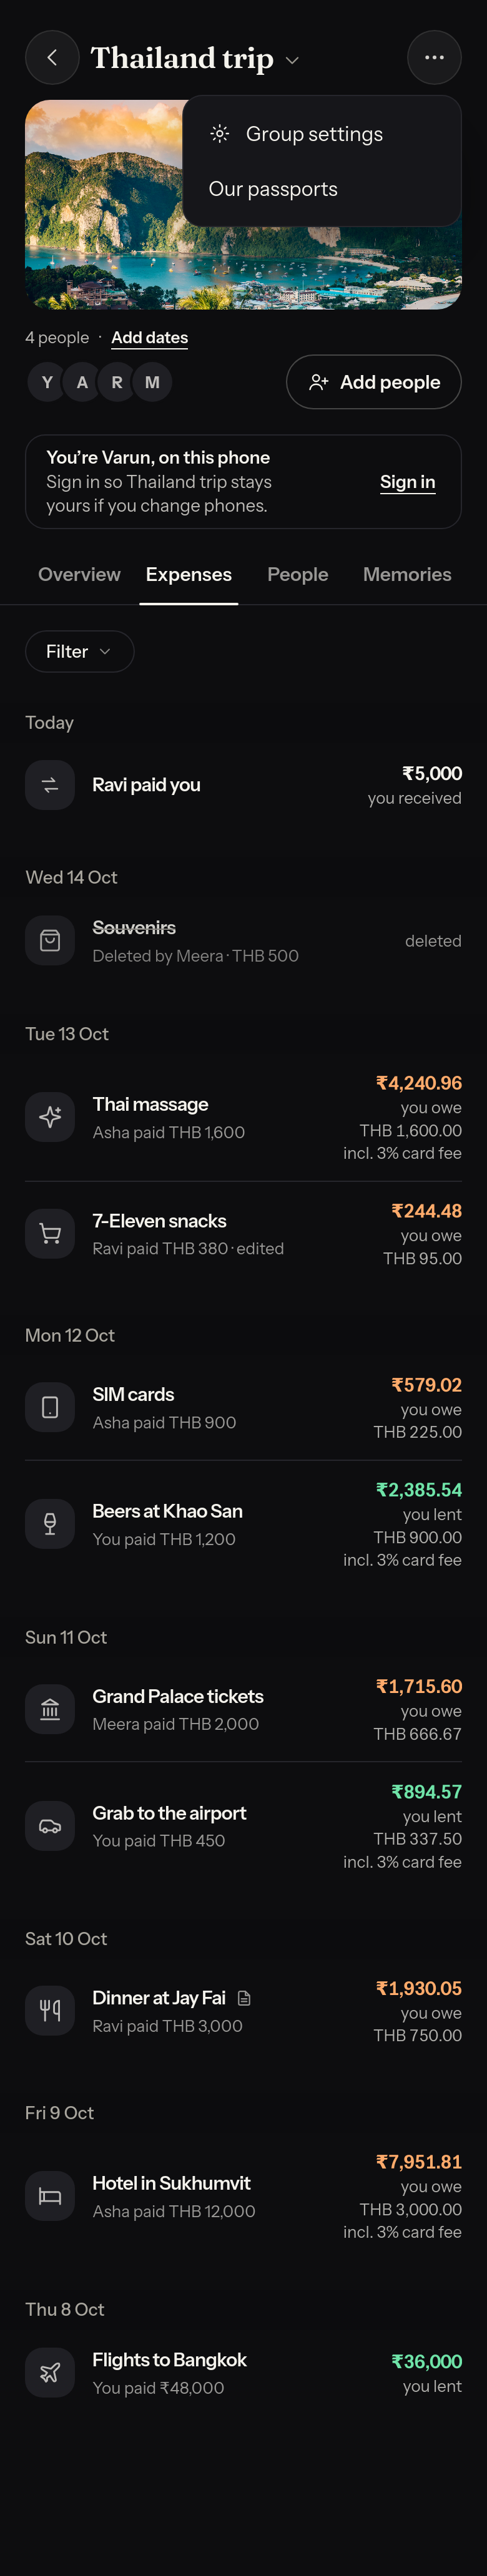 Thailand trip
Group settings
Our passports
4 people · Add dates
Y A R M
Add people
You're Varun, on this phone
Sign in so Thailand trip stays
yours if you change phones.
Sign in
Overview Expenses People Memories
Filter
Today
Ravi paid you
₹5,000
you received
Wed 14 Oct
Souvenirs
Deleted by Meera · THB 500
deleted
Tue 13 Oct
Thai massage
Asha paid THB 1,600
₹4,240.96
you owe
THB 1,600.00
incl. 3% card fee
7-Eleven snacks
Ravi paid THB 380 · edited
₹244.48
you owe
THB 95.00
Mon 12 Oct
SIM cards
Asha paid THB 900
₹579.02
you owe
THB 225.00
Beers at Khao San
You paid THB 1,200
₹2,385.54
you lent
THB 900.00
incl. 3% card fee
Sun 11 Oct
Grand Palace tickets
Meera paid THB 2,000
₹1,715.60
you owe
THB 666.67
Grab to the airport
You paid THB 450
₹894.57
you lent
THB 337.50
incl. 3% card fee
Sat 10 Oct
Dinner at Jay Fai
Ravi paid THB 3,000
₹1,930.05
you owe
THB 750.00
Fri 9 Oct
Hotel in Sukhumvit
Asha paid THB 12,000
₹7,951.81
you owe
THB 3,000.00
incl. 3% card fee
Thu 8 Oct
Flights to Bangkok
You paid ₹48,000
₹36,000
you lent